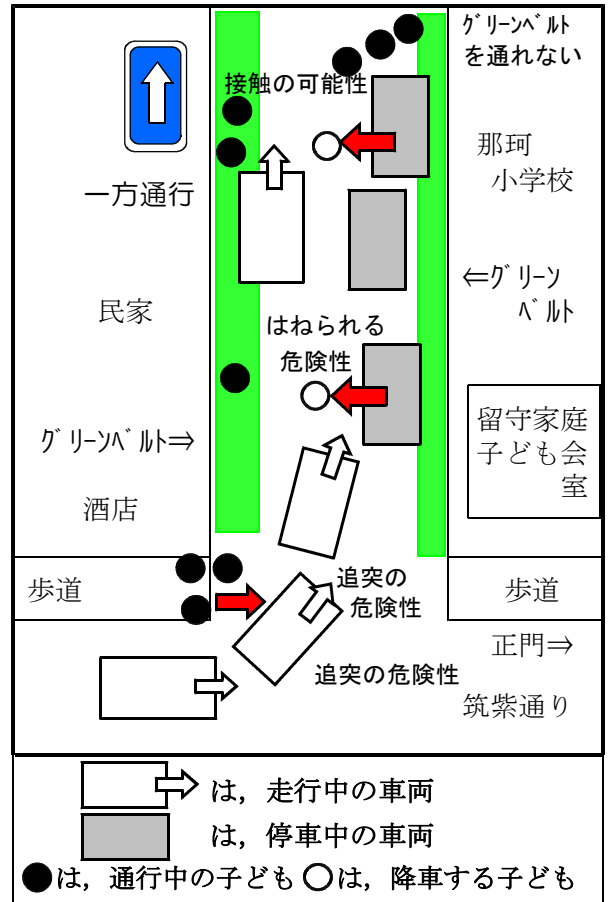 グリーンベルト
を通れない
接触の可能性
那珂
小学校
一方通行
⇐グリーン
ベルト
民家
はねられる
危険性
留守家庭
子ども会
室
グリーンベルト⇒
酒店
歩道
追突の
危険性
歩道
正門⇒
追突の危険性
筑紫通り
は，走行中の車両
は，停車中の車両
●は，通行中の子ども ○は，降車する子ども